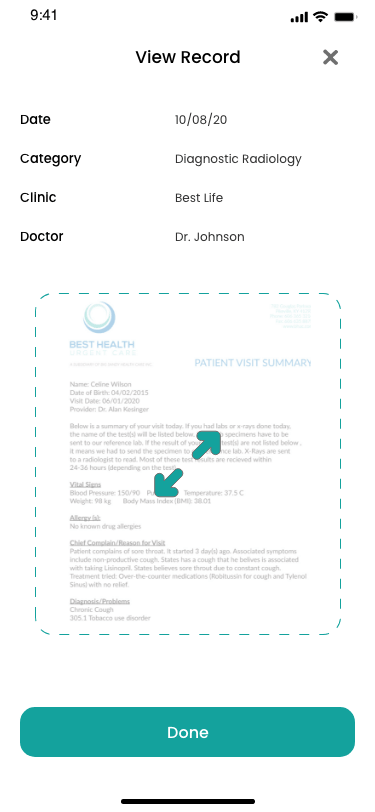 9:41
View Record
Date 10/08/20
Category Diagnostic Radiology
Clinic Best Life
Doctor Dr. Johnson
BEST HEALTH
URGENT CARE
PATIENT VISIT SUMMARY
Name: Celine Wilson
Date of Birth: 04/02/2015
Visit Date: 06/01/2020
Provider: Dr. Alan Kesinger
Below is a summary of your visit today. If you had labs or x-rays done today,
the name of the test(s) will be listed below. specimens have to be
sent to our reference lab. If the result of your test(s) are not listed below .
It means we had to send the specimen to lab. X-Rays are sent
to a radiologist to read. Most of these results are recieved within
24-36 hours (depending on the test).
Vital Signs
Blood Pressure: 150/90 Temperature: 37.5 C
Weight: 98 kg Body Mass Index (BMI): 38.01
Allergy (s):
No known drug allergies
Chief Complain/Reason for Visit
Patient complains of sore throat. It started 3 day(s) ago. Associated symptoms
include non-productive cough. States has a cough that he belives is associated
with taking Lisinopril. States believes sore throat due to constant cough.
Treatment tried: Over-the-counter medications (Robitussin for cough and Tylenol
Sinus) with no relief.
Diagnosis/Problems
Chronic Cough
305.1 Tobacco use disorder
Done